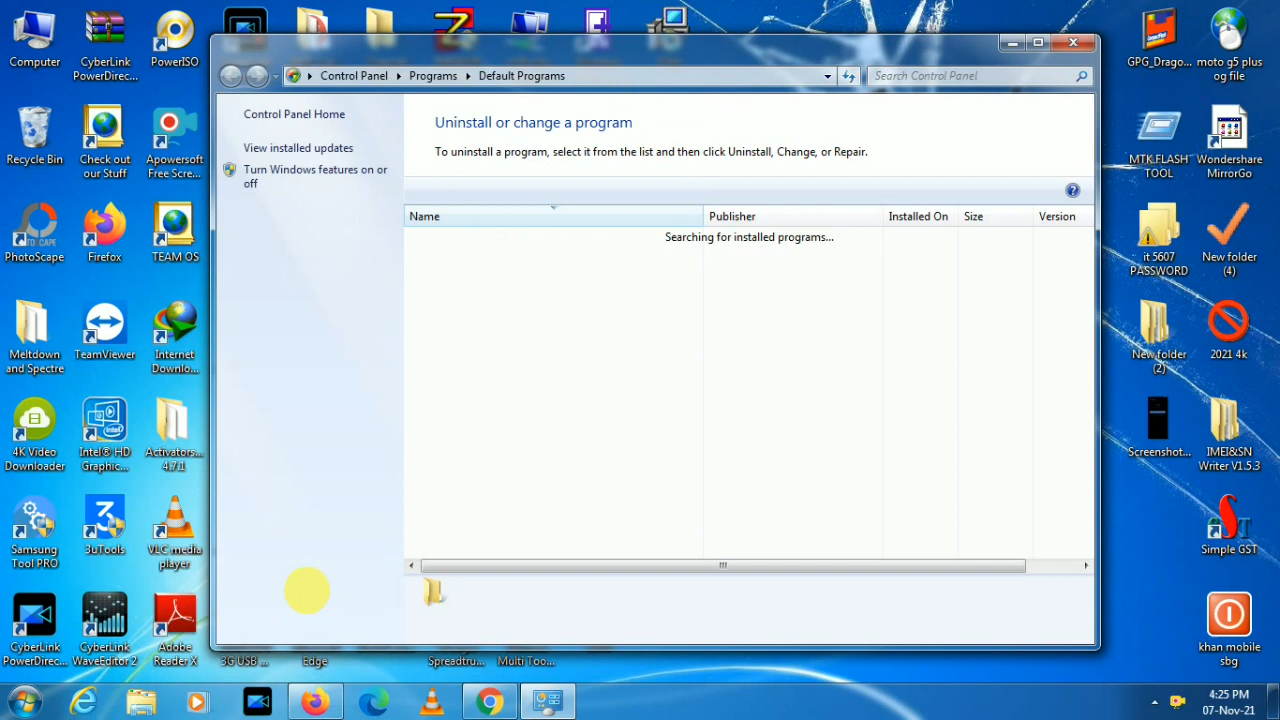 Computer
CyberLink
PowerDirec...
PowerISO
GPG_Drago...
moto g5 plus
og file
Control Panel
Programs
Default Programs
Search Control Panel
Control Panel Home
View installed updates
Turn Windows features on or
off
Uninstall or change a program
To uninstall a program, select it from the list and then click Uninstall, Change, or Repair.
Name
Publisher
Installed On
Size
Version
Searching for installed programs...
Recycle Bin
Check out
our Stuff
Apowersoft
Free Scre...
MTK FLASH
TOOL
Wondershare
MirrorGo
PhotoScape
Firefox
TEAM OS
it 5607
PASSWORD
New folder
(4)
Meltdown
and Spectre
TeamViewer
Internet
Downlo...
New folder
(2)
2021 4k
4K Video
Downloader
Intel® HD
Graphic...
Activators...
4.7.1
Screenshot...
IMEI&SN
Writer V1.5.3
Samsung
Tool PRO
3uTools
VLC media
player
Simple GST
CyberLink
PowerDirec...
CyberLink
WaveEditor 2
Adobe
Reader X
3G USB ...
Edge
Spreadtru...
Multi Too...
khan mobile
sbg
4:25 PM
07-Nov-21